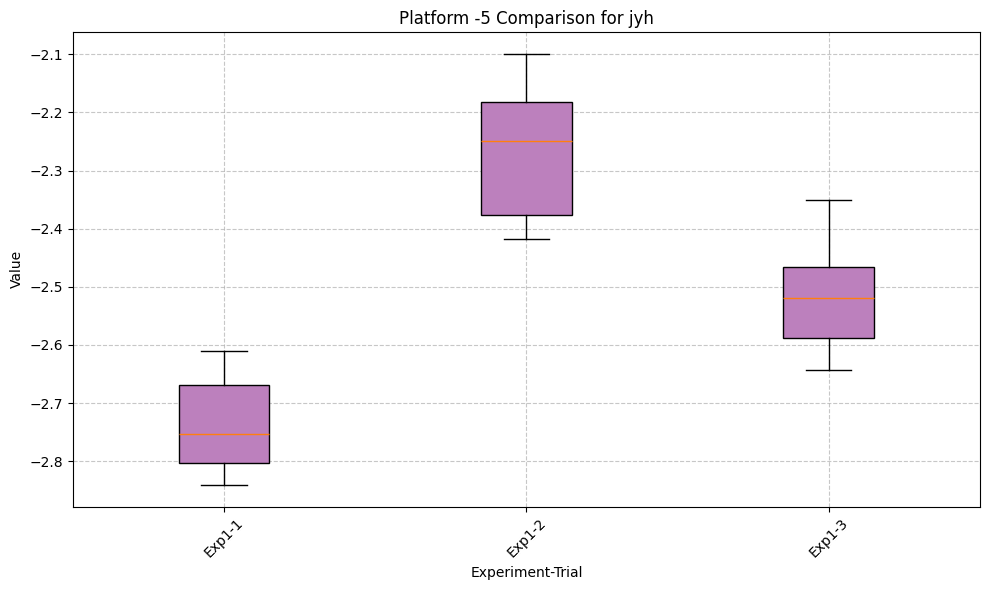 Platform -5 Comparison for jyh
Value
−2.1
−2.2
−2.3
−2.4
−2.5
−2.6
−2.7
−2.8
Exp1-1
Exp1-2
Exp1-3
Experiment-Trial